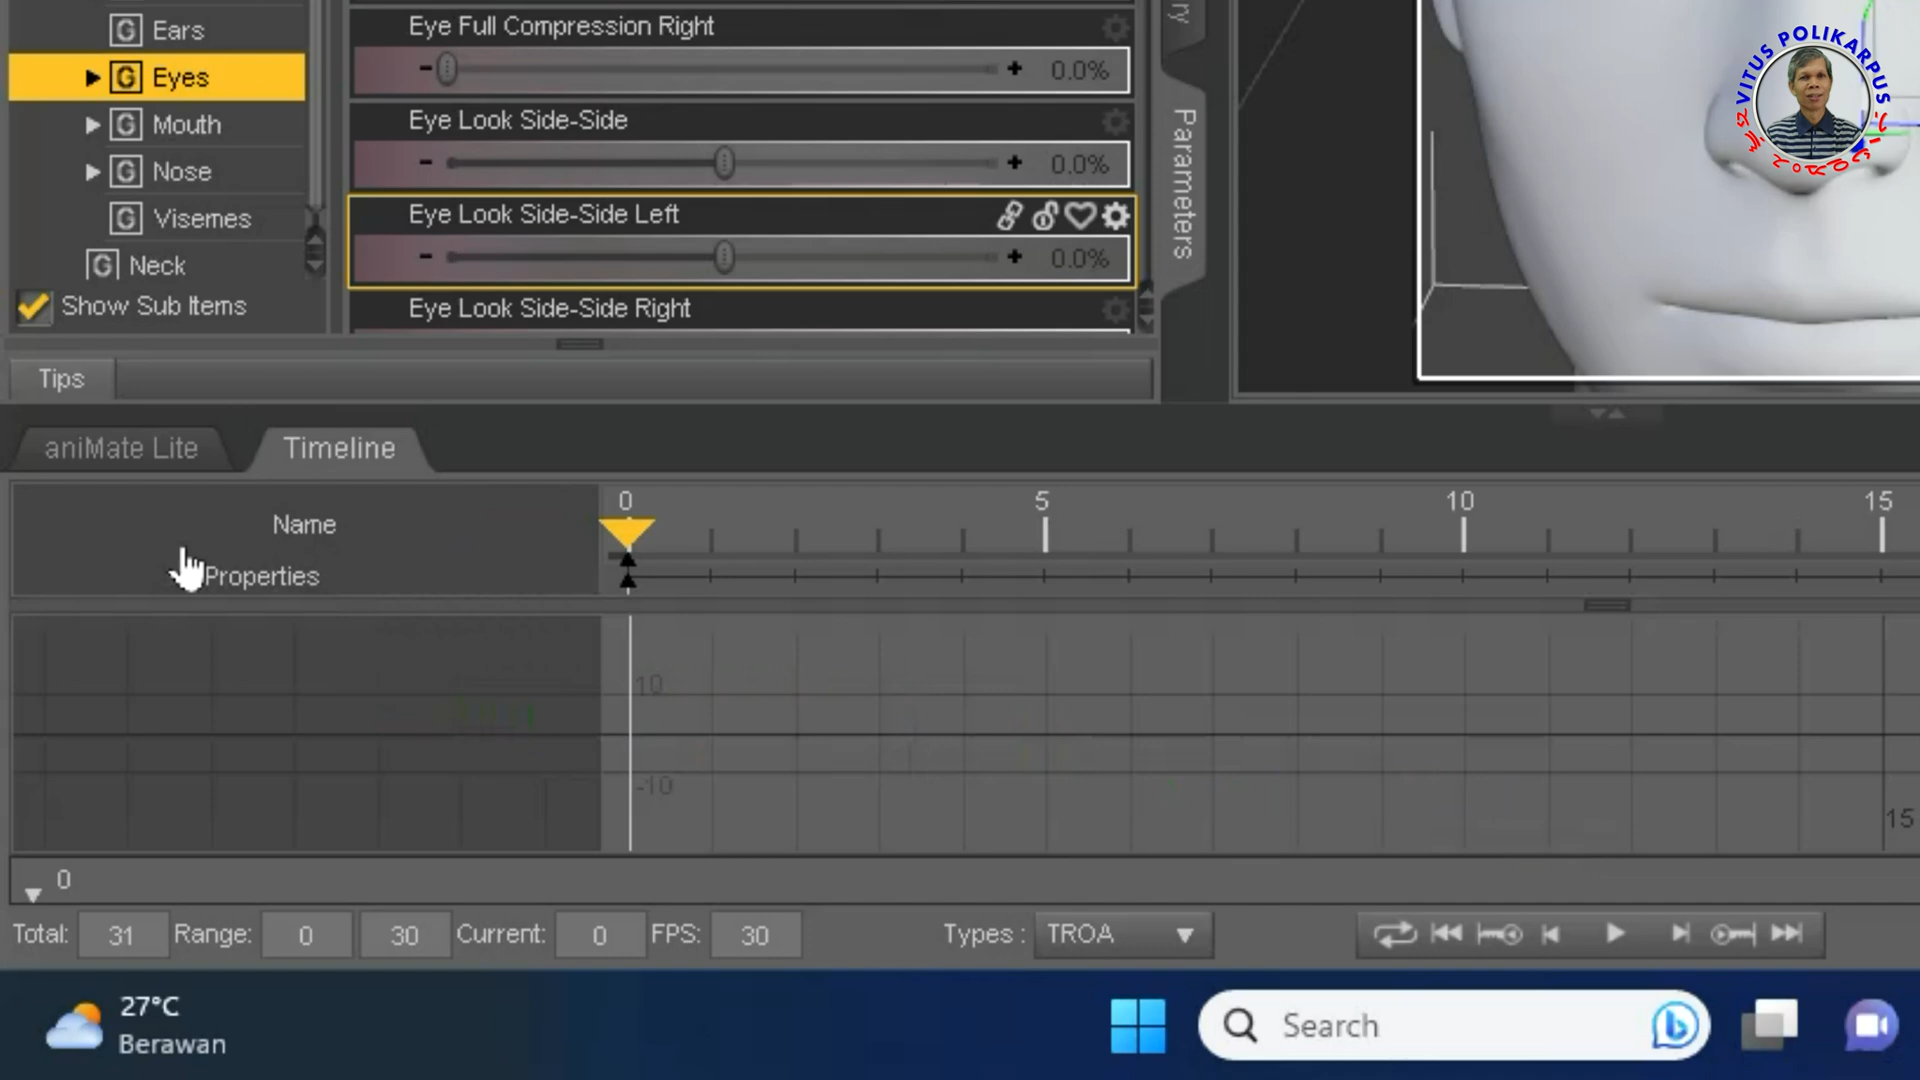 Ears
Eyes
Mouth
Nose
Visemes
Neck
Show Sub Items
Eye Full Compression Right
0.0%
Eye Look Side-Side
0.0%
Eye Look Side-Side Left
0.0%
Eye Look Side-Side Right
Parameters
VITUS POLIKARPUS
Tips
aniMate Lite
Timeline
Name
Properties
0 5 10 15
10
-10
15
0
Total: 31 Range: 0 30 Current: 0 FPS: 30 Types : TROA
27°C
Berawan
Search